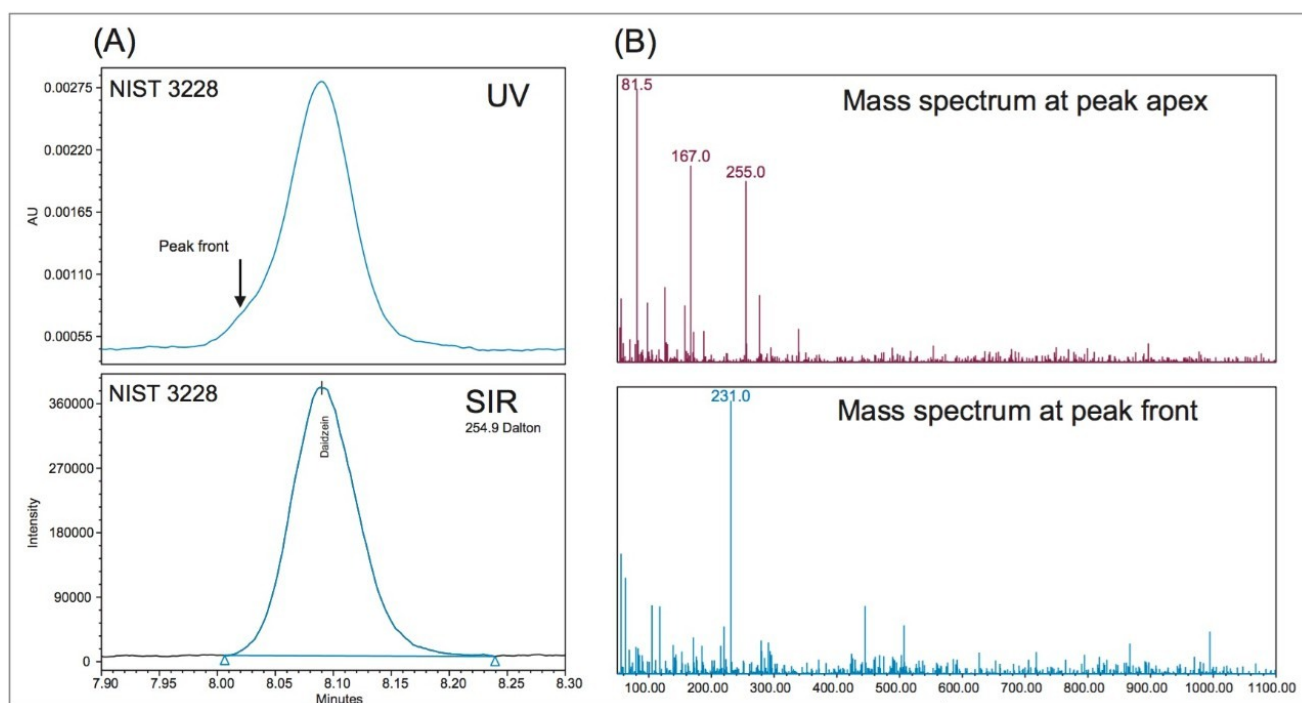 (A)
NIST 3228
UV
0.00275
0.00220
0.00165
0.00110
0.00055
AU
Peak front
NIST 3228
SIR
254.9 Dalton
Daidzein
360000
270000
180000
90000
0
Intensity
7.90 7.95 8.00 8.05 8.10 8.15 8.20 8.25 8.30
Minutes
(B)
Mass spectrum at peak apex
81.5
167.0
255.0
Mass spectrum at peak front
231.0
100.00 200.00 300.00 400.00 500.00 600.00 700.00 800.00 900.00 1000.00 1100.00